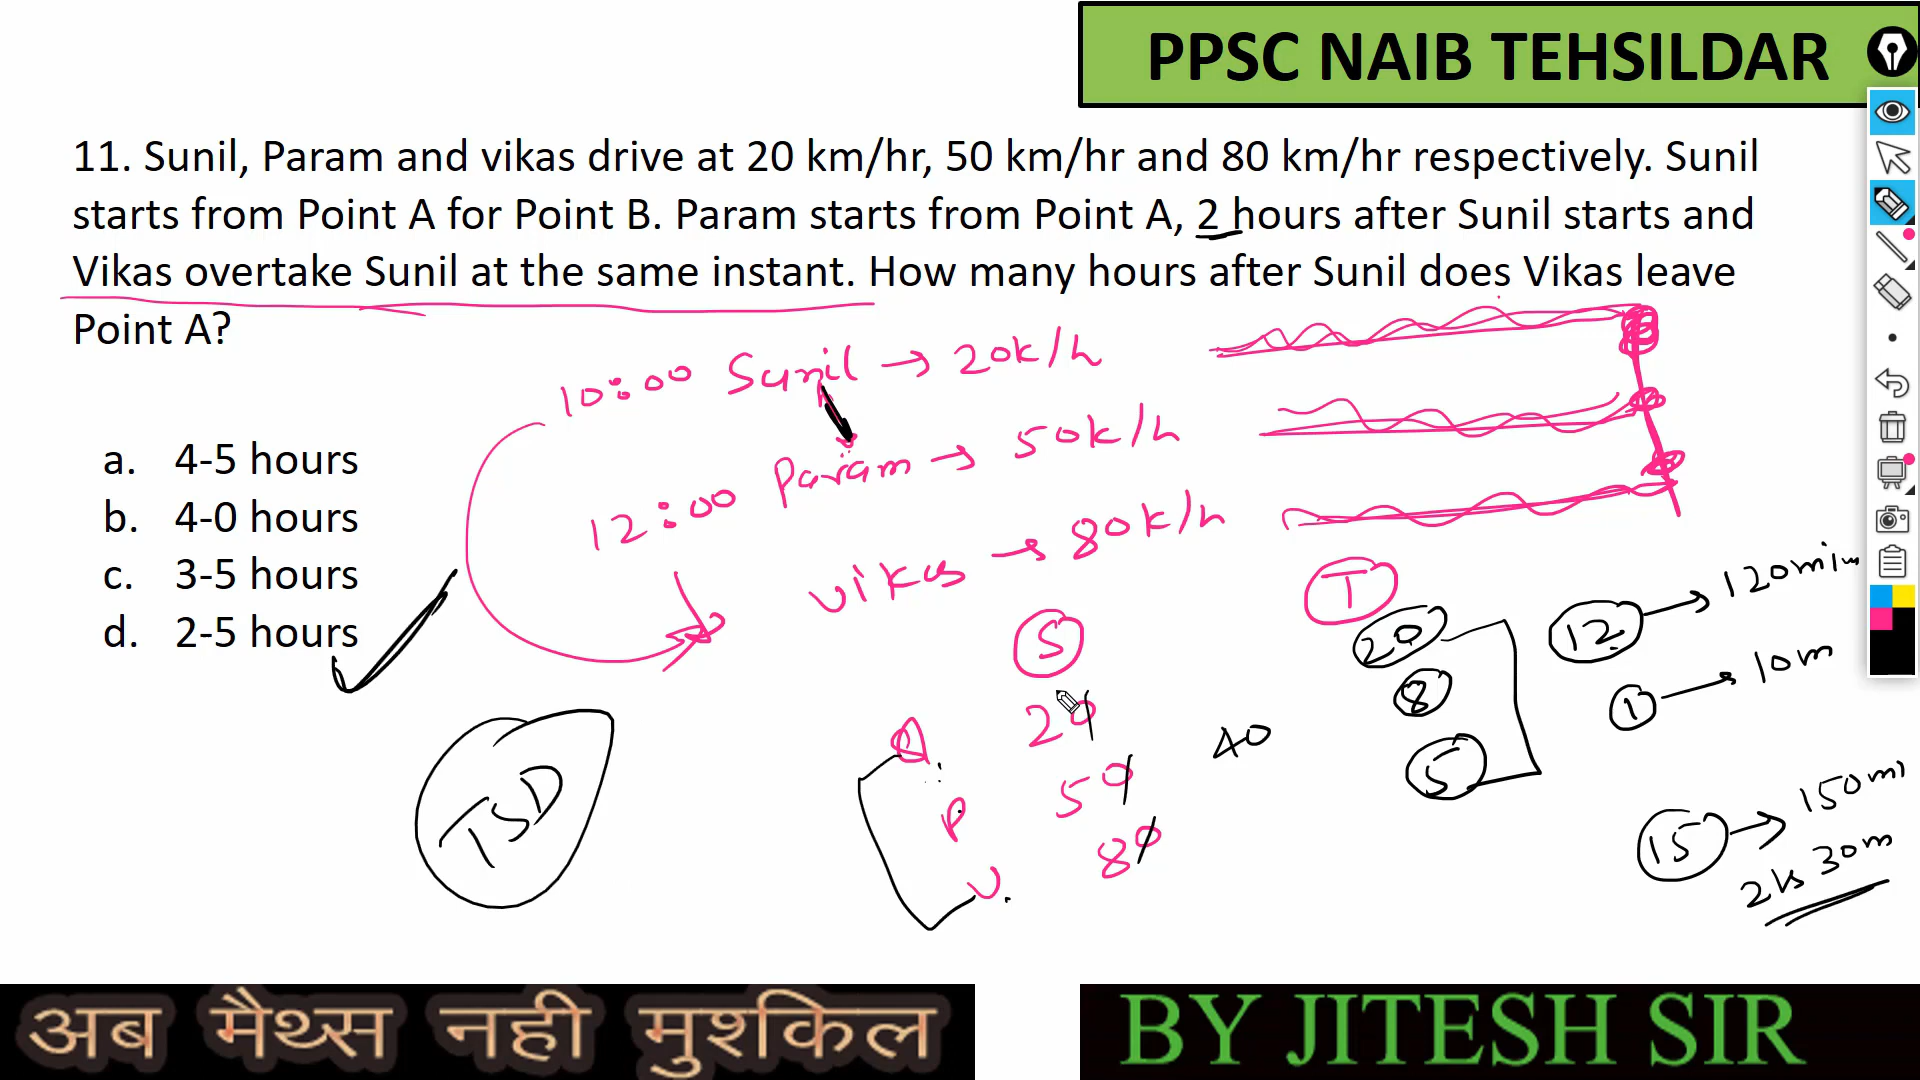 PPSC NAIB TEHSILDAR
11. Sunil, Param and vikas drive at 20 km/hr, 50 km/hr and 80 km/hr respectively. Sunil
starts from Point A for Point B. Param starts from Point A, 2 hours after Sunil starts and
Vikas overtake Sunil at the same instant. How many hours after Sunil does Vikas leave
Point A?
10:00 Sunil → 20k/h
a. 4-5 hours
12:00 Param → 50k/h
b. 4-0 hours
c. 3-5 hours
vikas → 80k/h
d. 2-5 hours
S
T
20
12 → 120min
8
1 → 10m
20
40
P 50
5
V. 80
15 → 150m
30m
TSD
अब मैथ्स नही मुश्किल
BY JITESH SIR